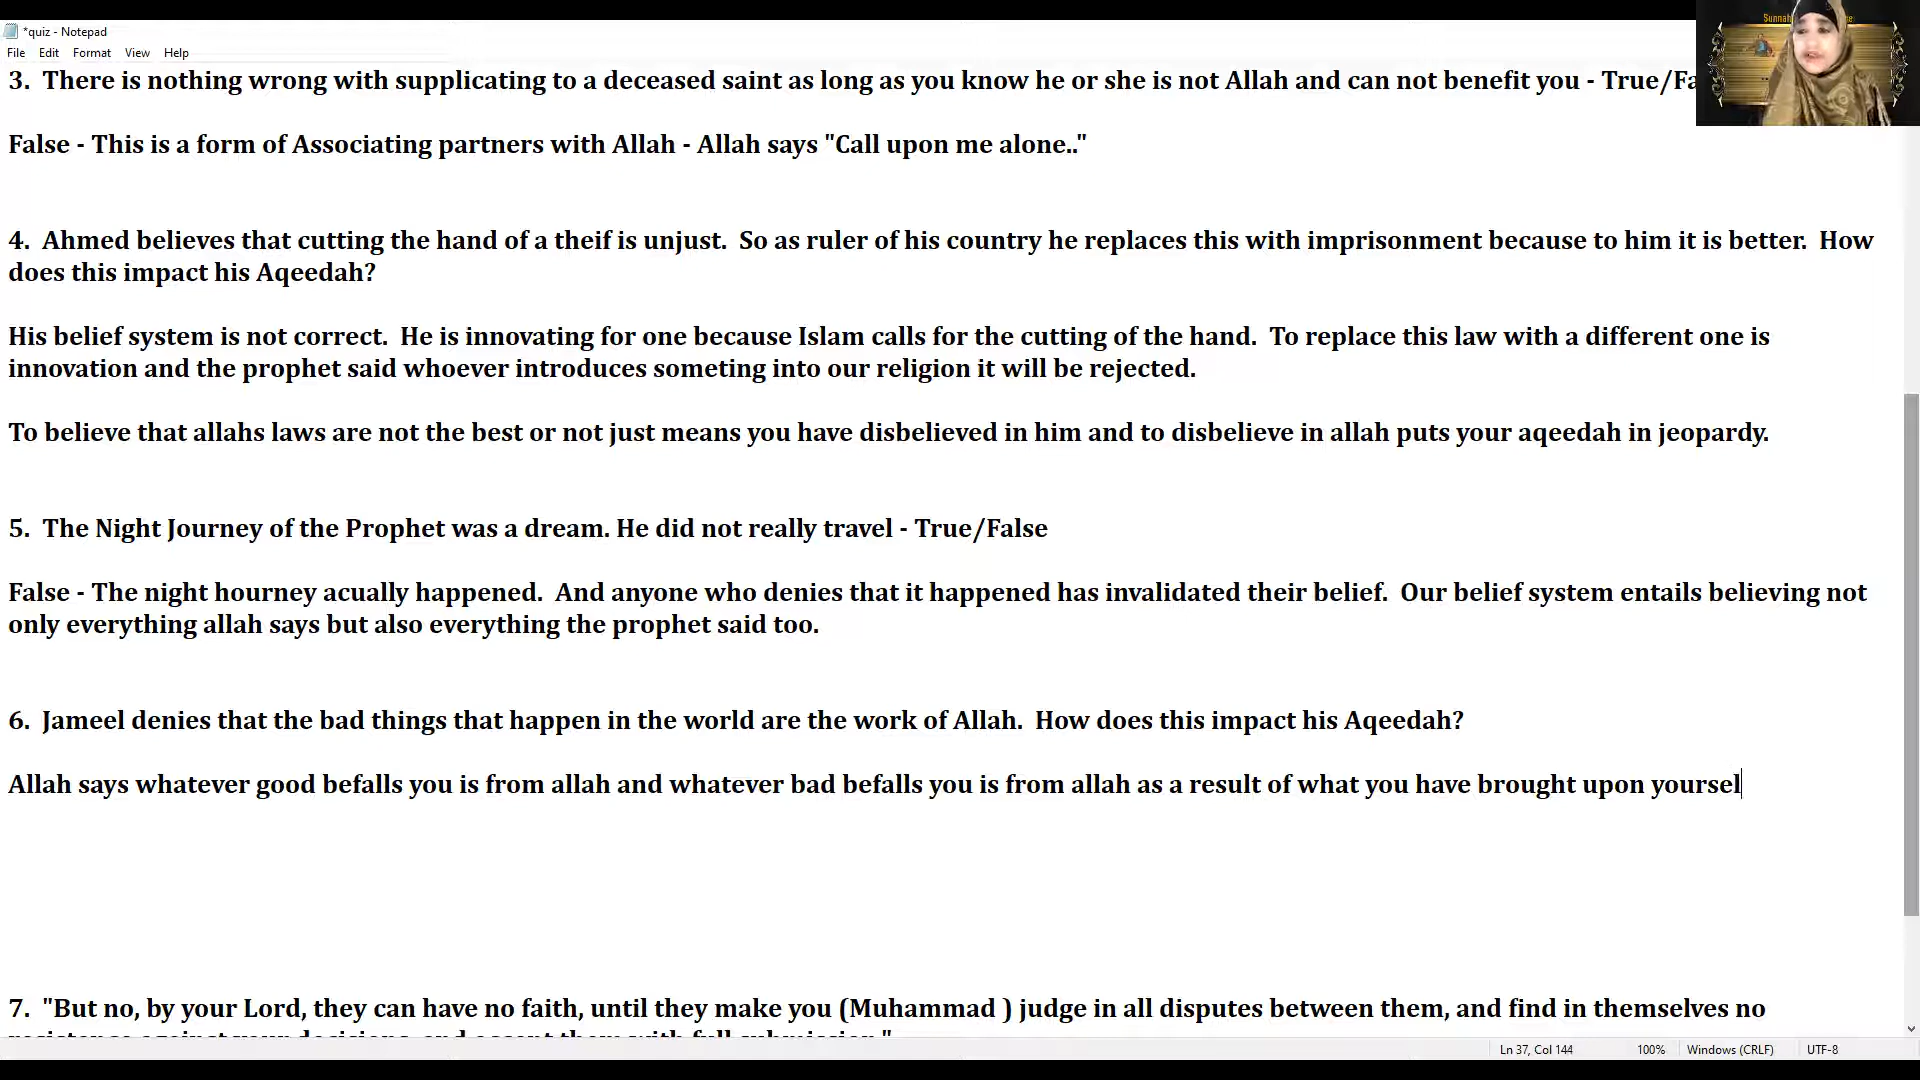 *quiz - Notepad
File Edit Format View Help
Sunnah
3.  There is nothing wrong with supplicating to a deceased saint as long as you know he or she is not Allah and can not benefit you - True/Fa
False - This is a form of Associating partners with Allah - Allah says "Call upon me alone.."
4.  Ahmed believes that cutting the hand of a theif is unjust.  So as ruler of his country he replaces this with imprisonment because to him it is better.  How
does this impact his Aqeedah?
His belief system is not correct.  He is innovating for one because Islam calls for the cutting of the hand.  To replace this law with a different one is
innovation and the prophet said whoever introduces someting into our religion it will be rejected.
To believe that allahs laws are not the best or not just means you have disbelieved in him and to disbelieve in allah puts your aqeedah in jeopardy.
5.  The Night Journey of the Prophet was a dream. He did not really travel - True/False
False - The night hourney acually happened.  And anyone who denies that it happened has invalidated their belief.  Our belief system entails believing not
only everything allah says but also everything the prophet said too.
6.  Jameel denies that the bad things that happen in the world are the work of Allah.  How does this impact his Aqeedah?
Allah says whatever good befalls you is from allah and whatever bad befalls you is from allah as a result of what you have brought upon yoursel
7.  "But no, by your Lord, they can have no faith, until they make you (Muhammad ) judge in all disputes between them, and find in themselves no
Ln 37, Col 144 100% Windows (CRLF) UTF-8